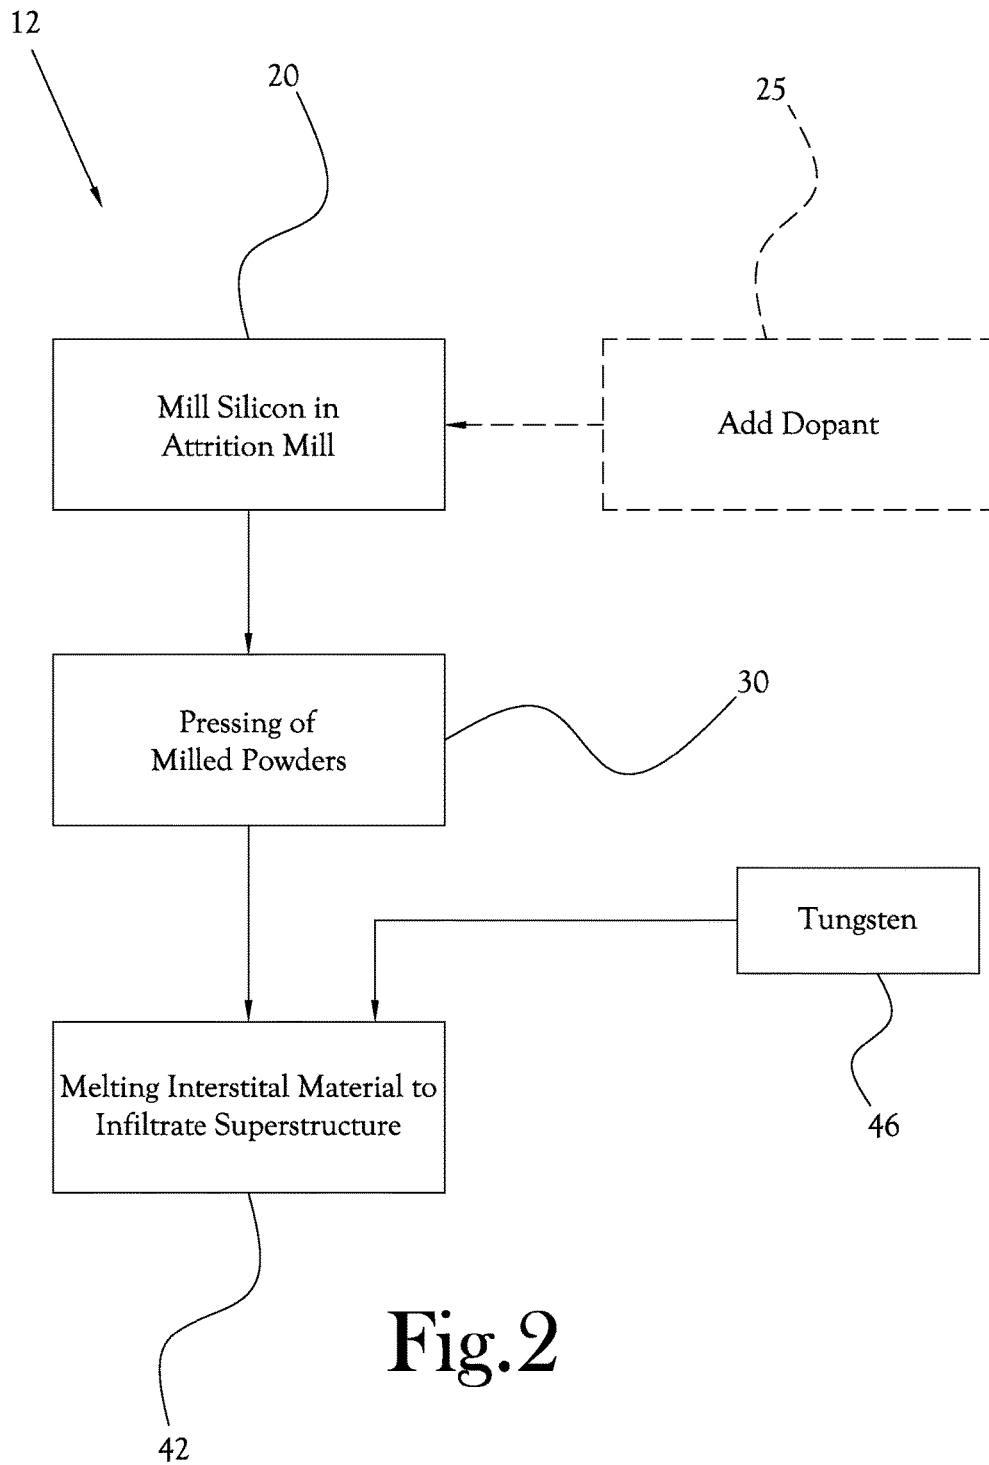 12
20
25
Mill Silicon in
Attrition Mill
Add Dopant
Pressing of
Milled Powders
30
Tungsten
46
Melting Interstital Material to
Infiltrate Superstructure
42
Fig.2